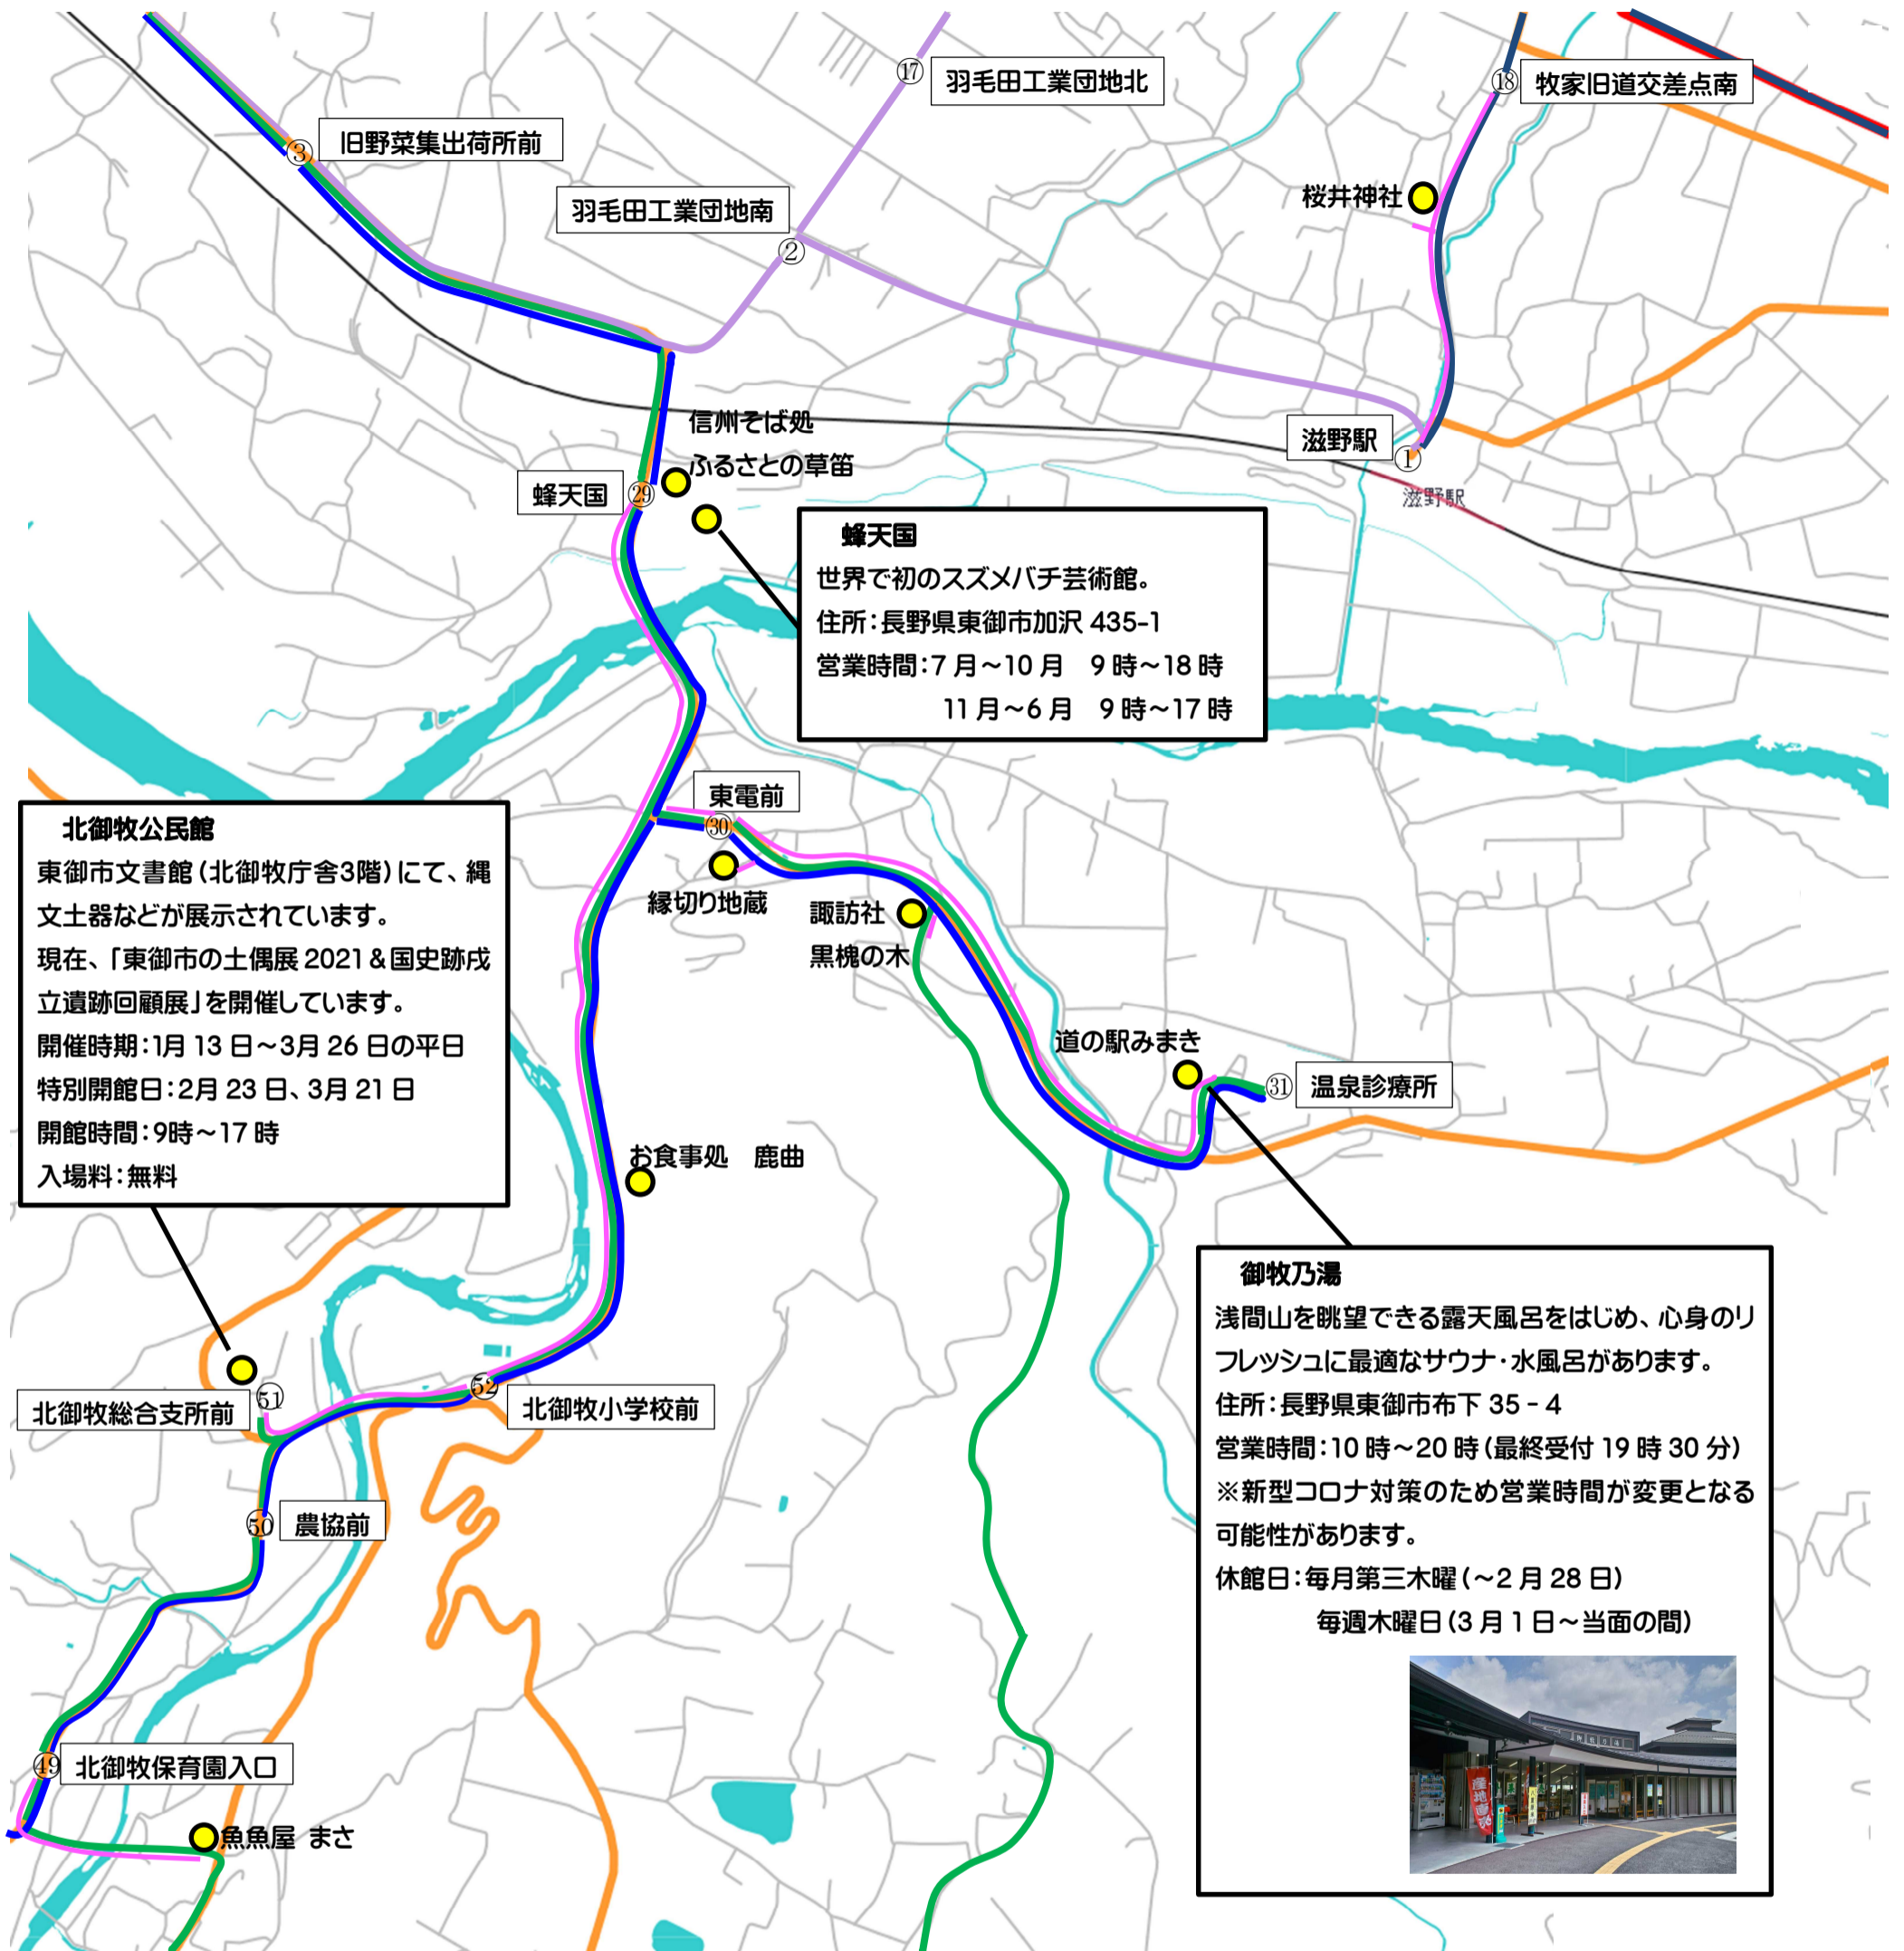 ⑰
羽毛田工業団地北
⑱
牧家旧道交差点南
③
旧野菜集出荷所前
羽毛田工業団地南
②
桜井神社
信州そば処
ふるさとの草笛
滋野駅
①
滋野駅
蜂天国
㉙
蜂天国
世界で初のスズメバチ芸術館。
住所：長野県東御市加沢 435-1
営業時間：7 月～10 月　9 時～18 時
11 月～6 月　9 時～17 時
東電前
㉚
縁切り地蔵
諏訪社
黒槐の木
北御牧公民館
東御市文書館（北御牧庁舎3階）にて、縄
文土器などが展示されています。
現在、「東御市の土偶展 2021＆国史跡戌
立遺跡回顧展」を開催しています。
開催時期：1月 13 日～3月 26 日の平日
特別開館日：2月 23 日、3月 21 日
開館時間：9時～17 時
入場料：無料
道の駅みまき
㉛
温泉診療所
お食事処　鹿曲
御牧乃湯
浅間山を眺望できる露天風呂をはじめ、心身のリ
フレッシュに最適なサウナ・水風呂があります。
住所：長野県東御市布下 35 - 4
営業時間：10 時～20 時（最終受付 19 時 30 分）
※新型コロナ対策のため営業時間が変更となる
可能性があります。
休館日：毎月第三木曜（～2 月 28 日）
毎週木曜日（3 月 1 日～当面の間）
北御牧総合支所前
51
52
北御牧小学校前
50
農協前
49
北御牧保育園入口
魚魚屋 まさ